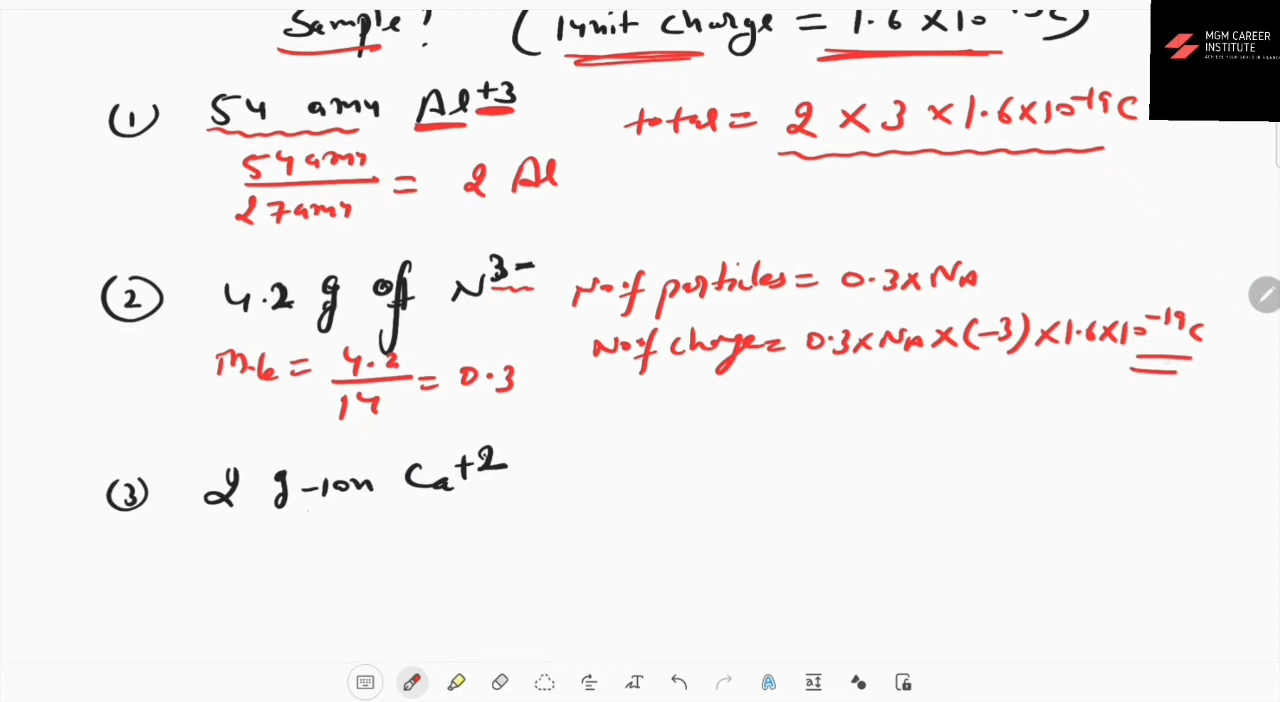 Sample? (1 unit charge = 1.6 × 10⁻¹⁹ C)
MGM CAREER
INSTITUTE
(1) 54 amu Al⁺³ total = 2 × 3 × 1.6 × 10⁻¹⁹ C
54 amu / 27 amu = 2 Al
(2) 4.2 g of N³⁻ No of particles = 0.3 × NA
No of charge = 0.3 × NA × (−3) × 1.6 × 10⁻¹⁹ C
Mole = 4.2 / 14 = 0.3
(3) 2 g-ion Ca⁺²